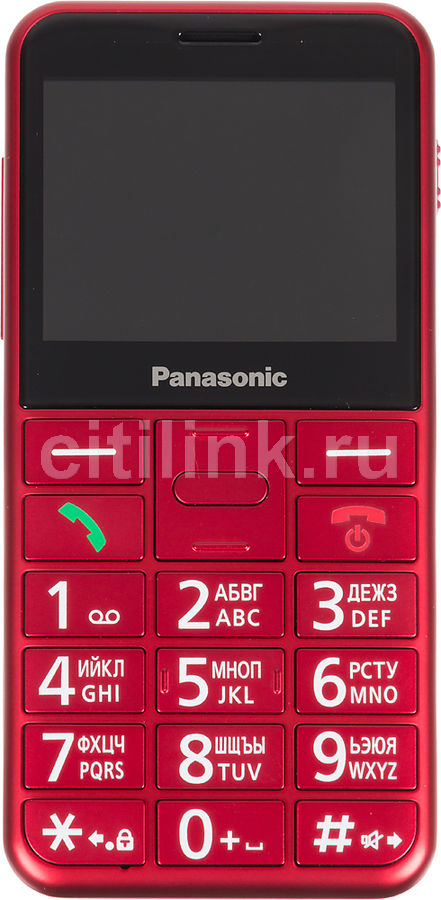 Panasonic
citilink.ru
1
2 АБВГ
ABC
3 ДЕЖЗ
DEF
4 ИЙКЛ
GHI
5 МНОП
JKL
6 РСТУ
MNO
7 ФХЦЧ
PQRS
8 ШЩЪЫ
TUV
9 ЬЭЮЯ
WXYZ
*
0 +
#